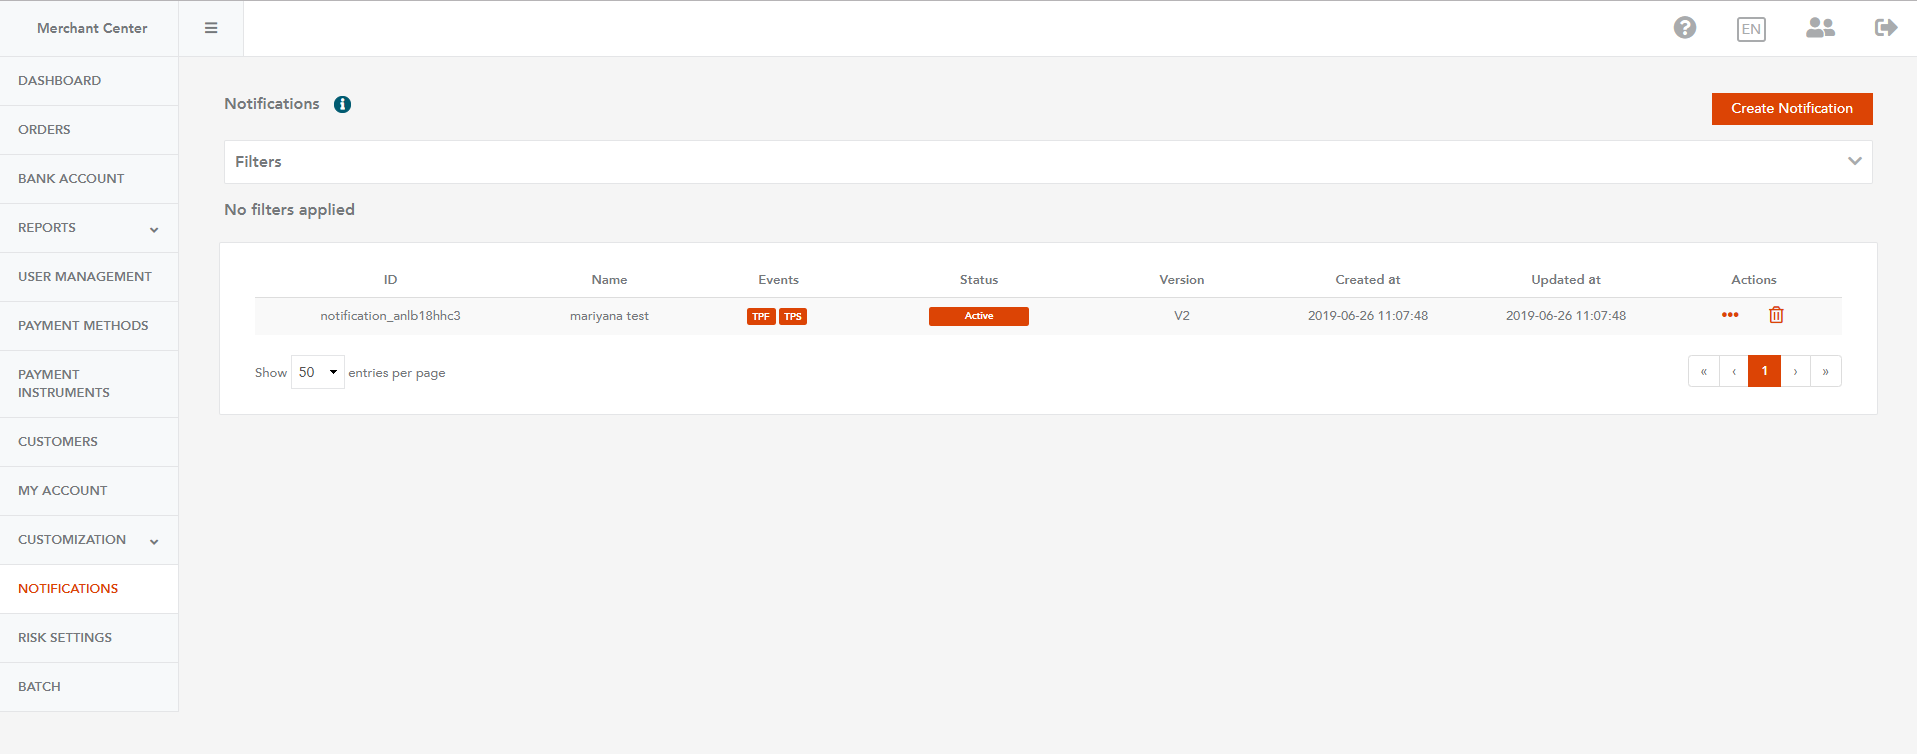 Merchant Center
EN
DASHBOARD
ORDERS
BANK ACCOUNT
REPORTS
USER MANAGEMENT
PAYMENT METHODS
PAYMENT
INSTRUMENTS
CUSTOMERS
MY ACCOUNT
CUSTOMIZATION
NOTIFICATIONS
RISK SETTINGS
BATCH
Notifications
Create Notification
Filters
No filters applied
ID Name Events Status Version Created at Updated at Actions
notification_anlb18hhc3 mariyana test TPF TPS Active V2 2019-06-26 11:07:48 2019-06-26 11:07:48
Show 50 entries per page « ‹ 1 › »